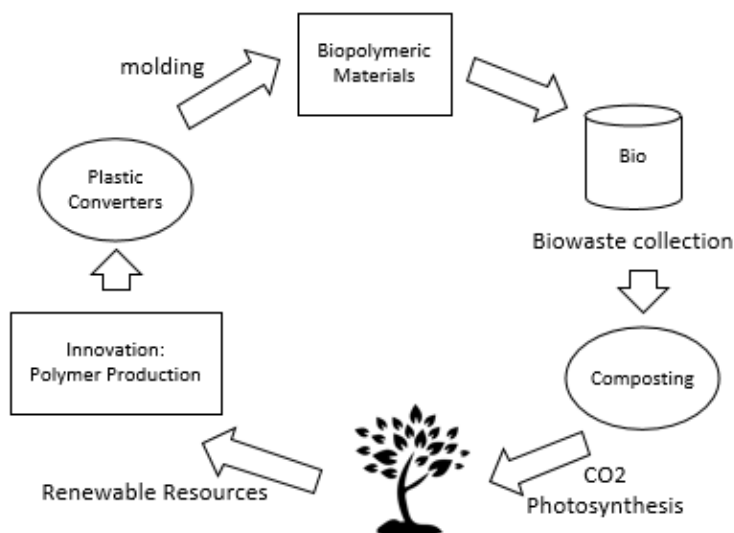 molding
Biopolymeric
Materials
Bio
Plastic
Converters
Biowaste collection
Innovation:
Polymer Production
Composting
CO2
Photosynthesis
Renewable Resources